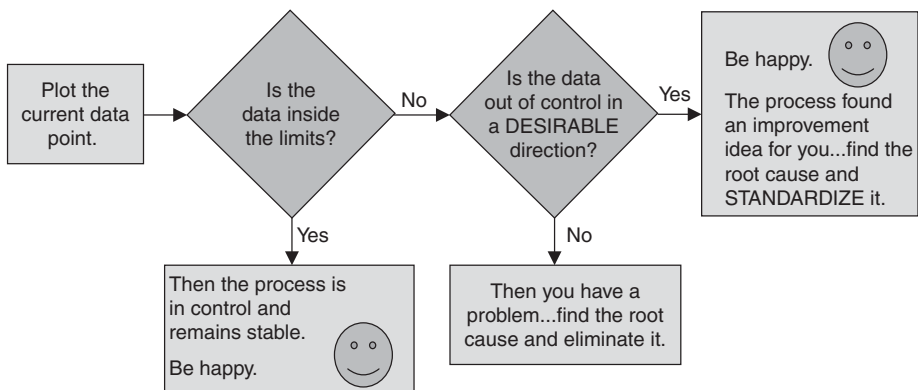 Plot the
current data
point.
Is the
data inside
the limits?
No
Is the data
out of control in
a DESIRABLE
direction?
Yes
Be happy.
The process found
an improvement
idea for you...find the
root cause and
STANDARDIZE it.
Yes
Then the process is
in control and
remains stable.
Be happy.
No
Then you have a
problem...find the root
cause and eliminate it.